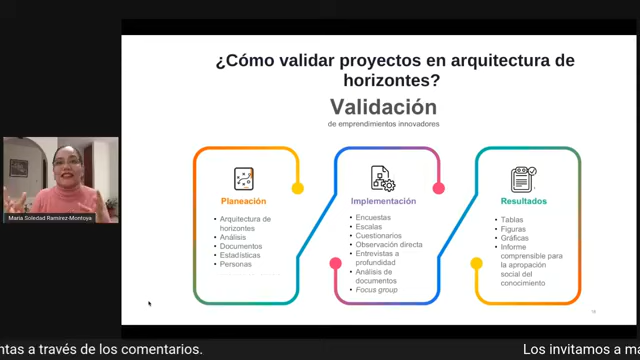 ¿Cómo validar proyectos en arquitectura de
horizontes?
Validación
de emprendimientos innovadores
Planeación
• Arquitectura de
horizontes
• Análisis
• Documentos
• Estadísticas
• Personas
Implementación
• Encuestas
• Escalas
• Cuestionarios
• Observación directa
• Entrevistas a
profundidad
• Análisis de
documentos
• Focus group
Resultados
• Tablas
• Figuras
• Gráficas
• Informe
comprensible para
la apropación
social del
conocimiento
María Soledad Ramírez-Montoya
ntas a través de los comentarios.
Los invitamos a ma